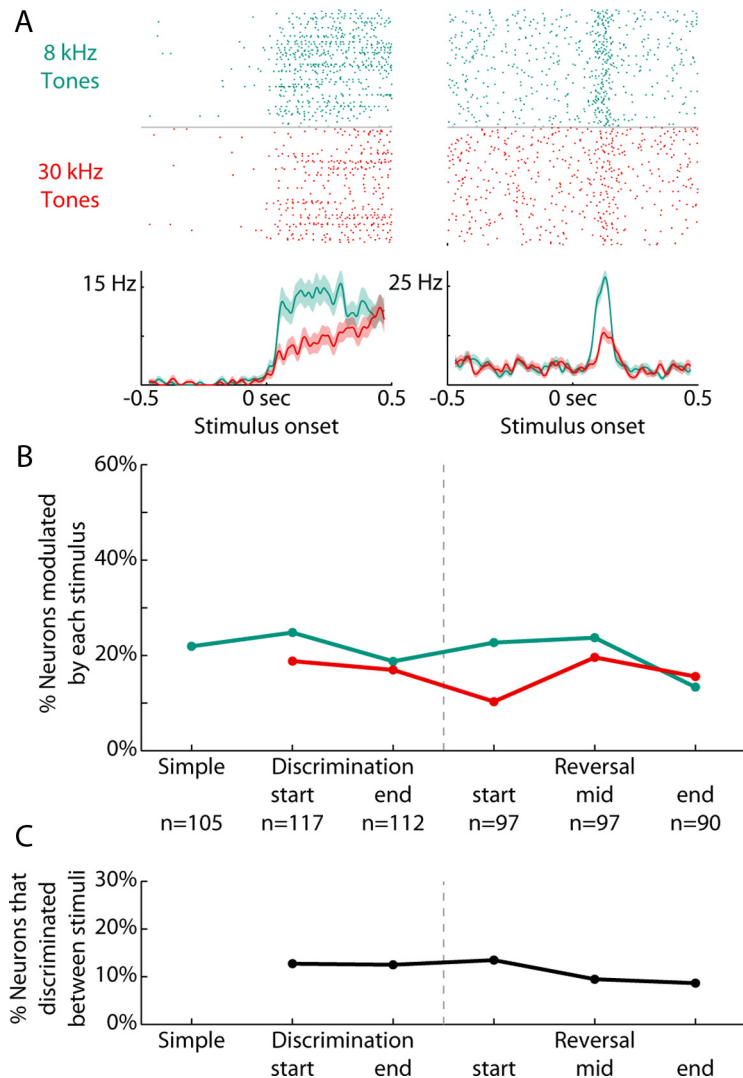 A
8 kHz
Tones
30 kHz
Tones
15 Hz
25 Hz
-0.5
0 sec
0.5
-0.5
0 sec
0.5
Stimulus onset
Stimulus onset
B
% Neurons modulated
by each stimulus
60%
40%
20%
0%
Simple
Discrimination
Reversal
start
end
start
mid
end
n=105
n=117
n=112
n=97
n=97
n=90
C
% Neurons that
discriminated
between stimuli
30%
20%
10%
0%
Simple
Discrimination
Reversal
start
end
start
mid
end